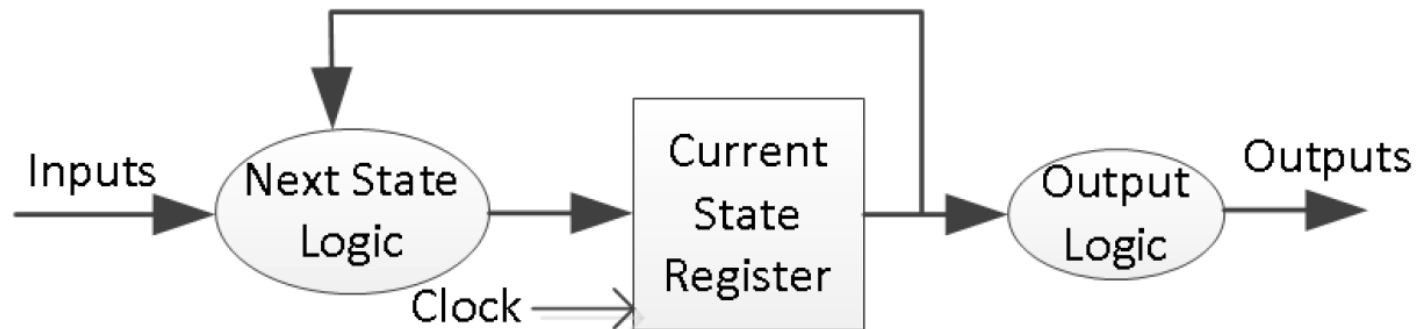 Inputs
Next State
Logic
Clock
Current
State
Register
Output
Logic
Outputs